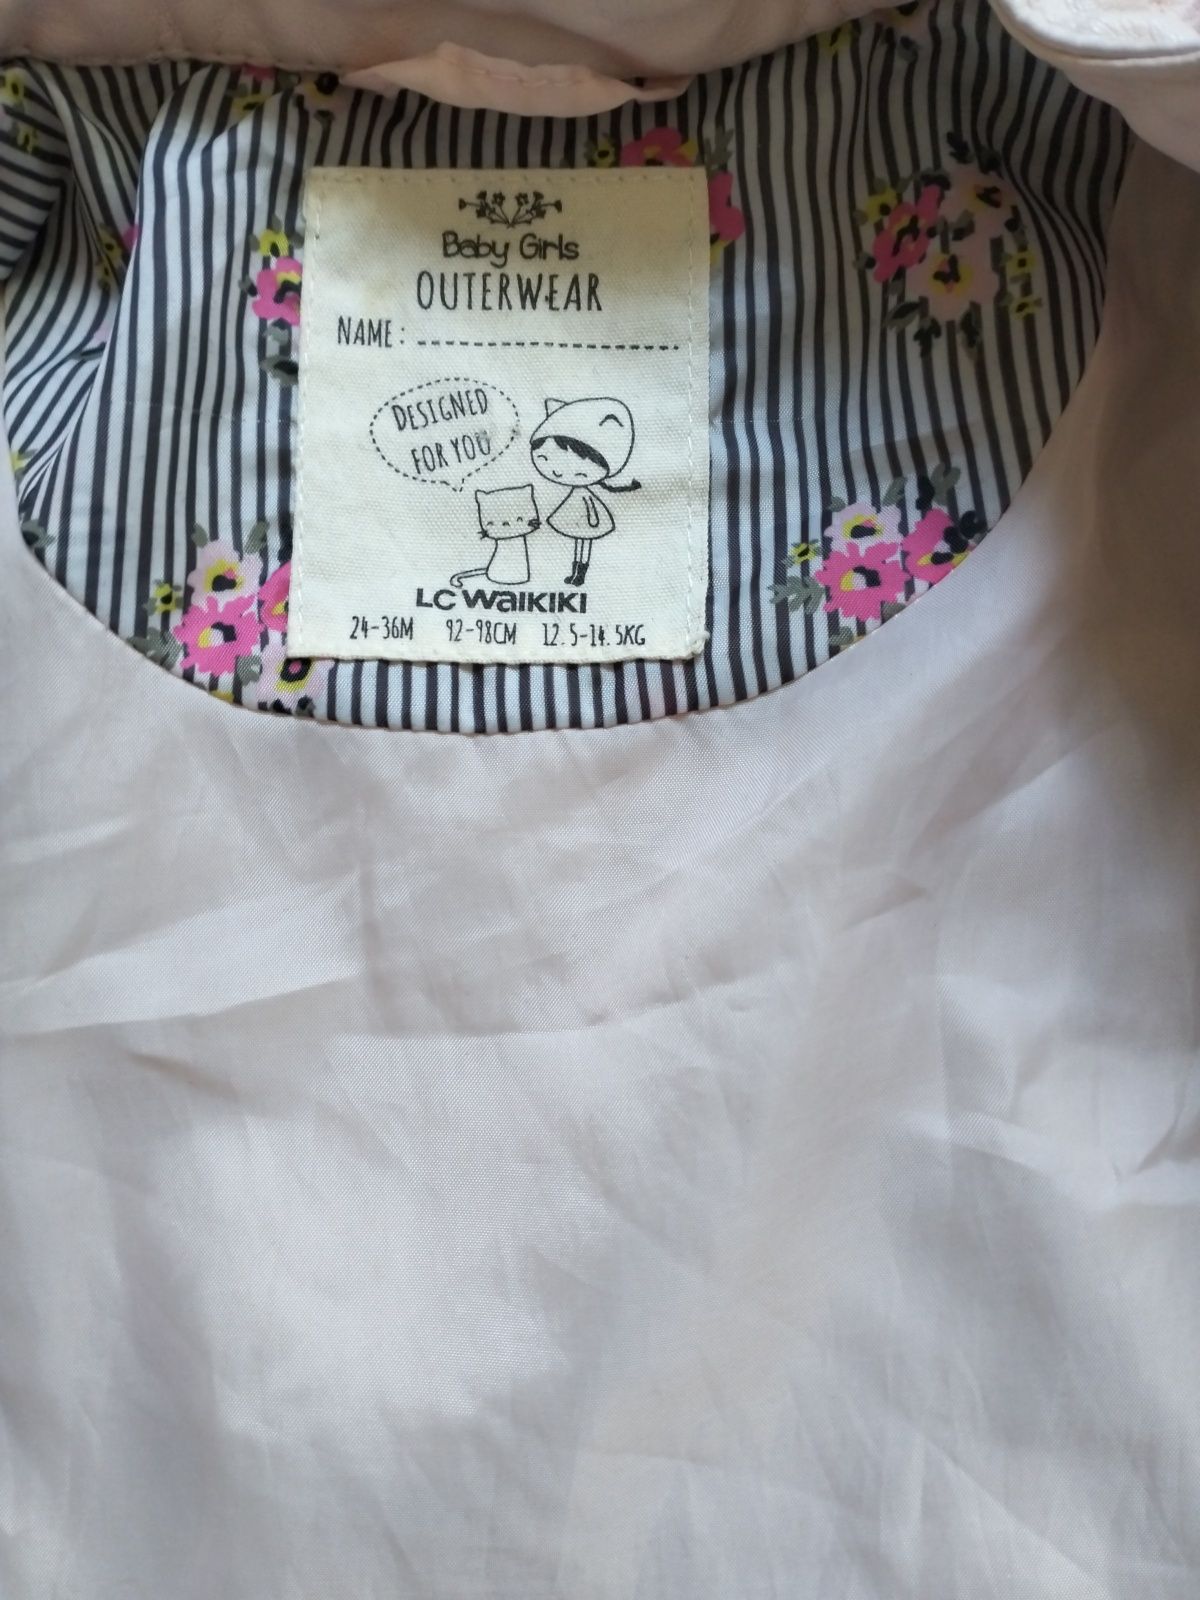 Baby Girls
OUTERWEAR
NAME:
DESIGNED
FOR YOU
LC WAIKIKI
24-36M 92-98CM 12.5-14.5KG